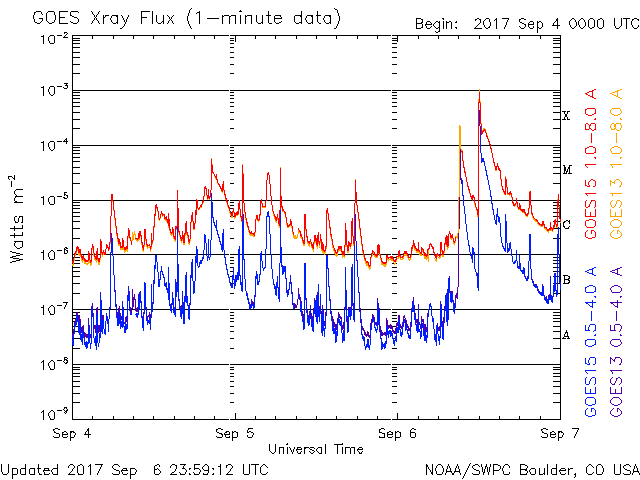 GOES Xray Flux (1-minute data)
Begin: 2017 Sep 4 0000 UTC
10-2
10-3
10-4
10-5
10-6
10-7
10-8
10-9
Watts m-2
X
M
C
B
A
GOES15 1.0-8.0 A
GOES13 1.0-8.0 A
GOES15 0.5-4.0 A
GOES13 0.5-4.0 A
Sep 4
Sep 5
Sep 6
Sep 7
Universal Time
Updated 2017 Sep 6 23:59:12 UTC
NOAA/SWPC Boulder, CO USA